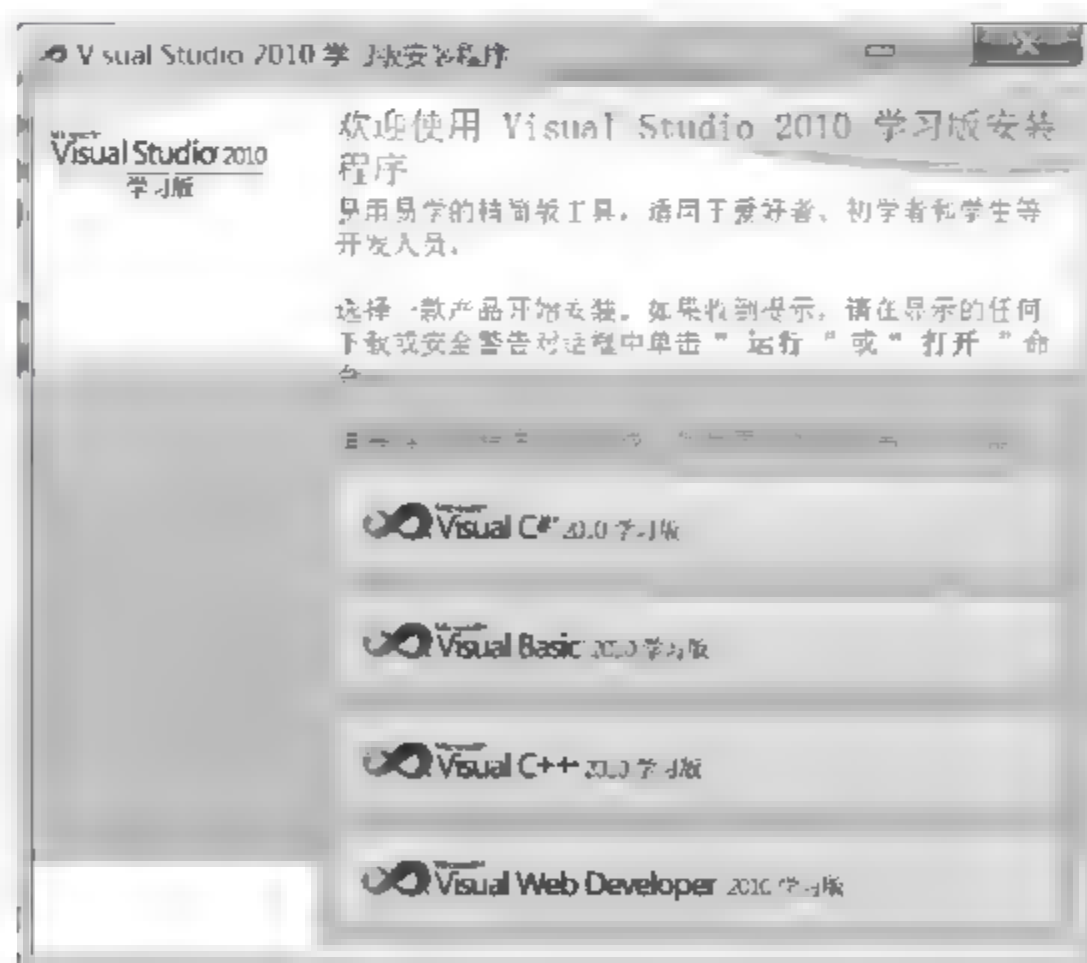 Visual Studio 2010 学习版安装程序
Visual Studio 2010
学习版
欢迎使用 Visual Studio 2010 学习版安装
程序
易用易学的精简版工具，适用于爱好者、初学者和学生等
开发人员。
选择一款产品开始安装。如果收到提示，请在显示的任何
下载或安全警告对话框中单击“运行”或“打开”命
令
Visual C# 2010 学习版
Visual Basic 2010 学习版
Visual C++ 2010 学习版
Visual Web Developer 2010 学习版